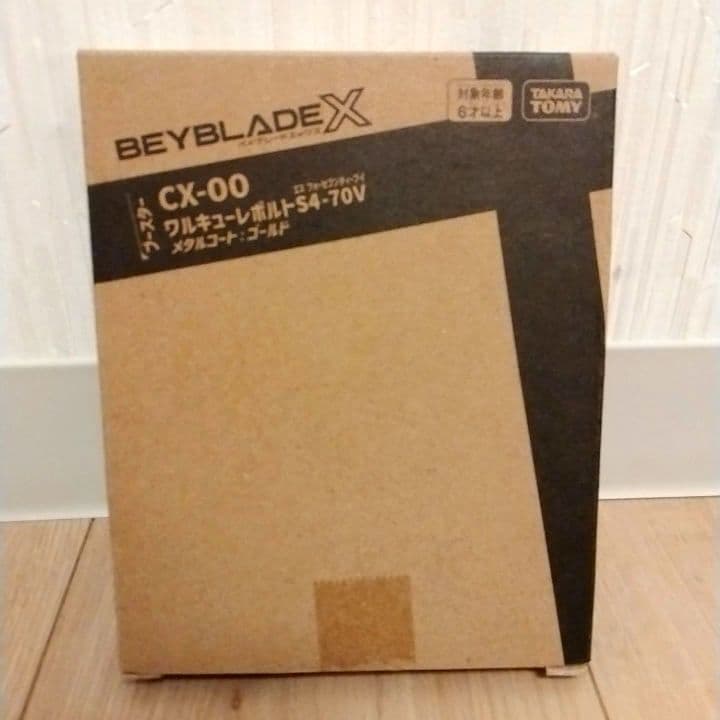 BEYBLADE X
ベイブレードエックス
対象年齢
6才以上
TAKARA
TOMY
ブースター
CX-00
エス フォーセブンティーブイ
ワルキューレボルトS4-70V
メタルコート:ゴールド